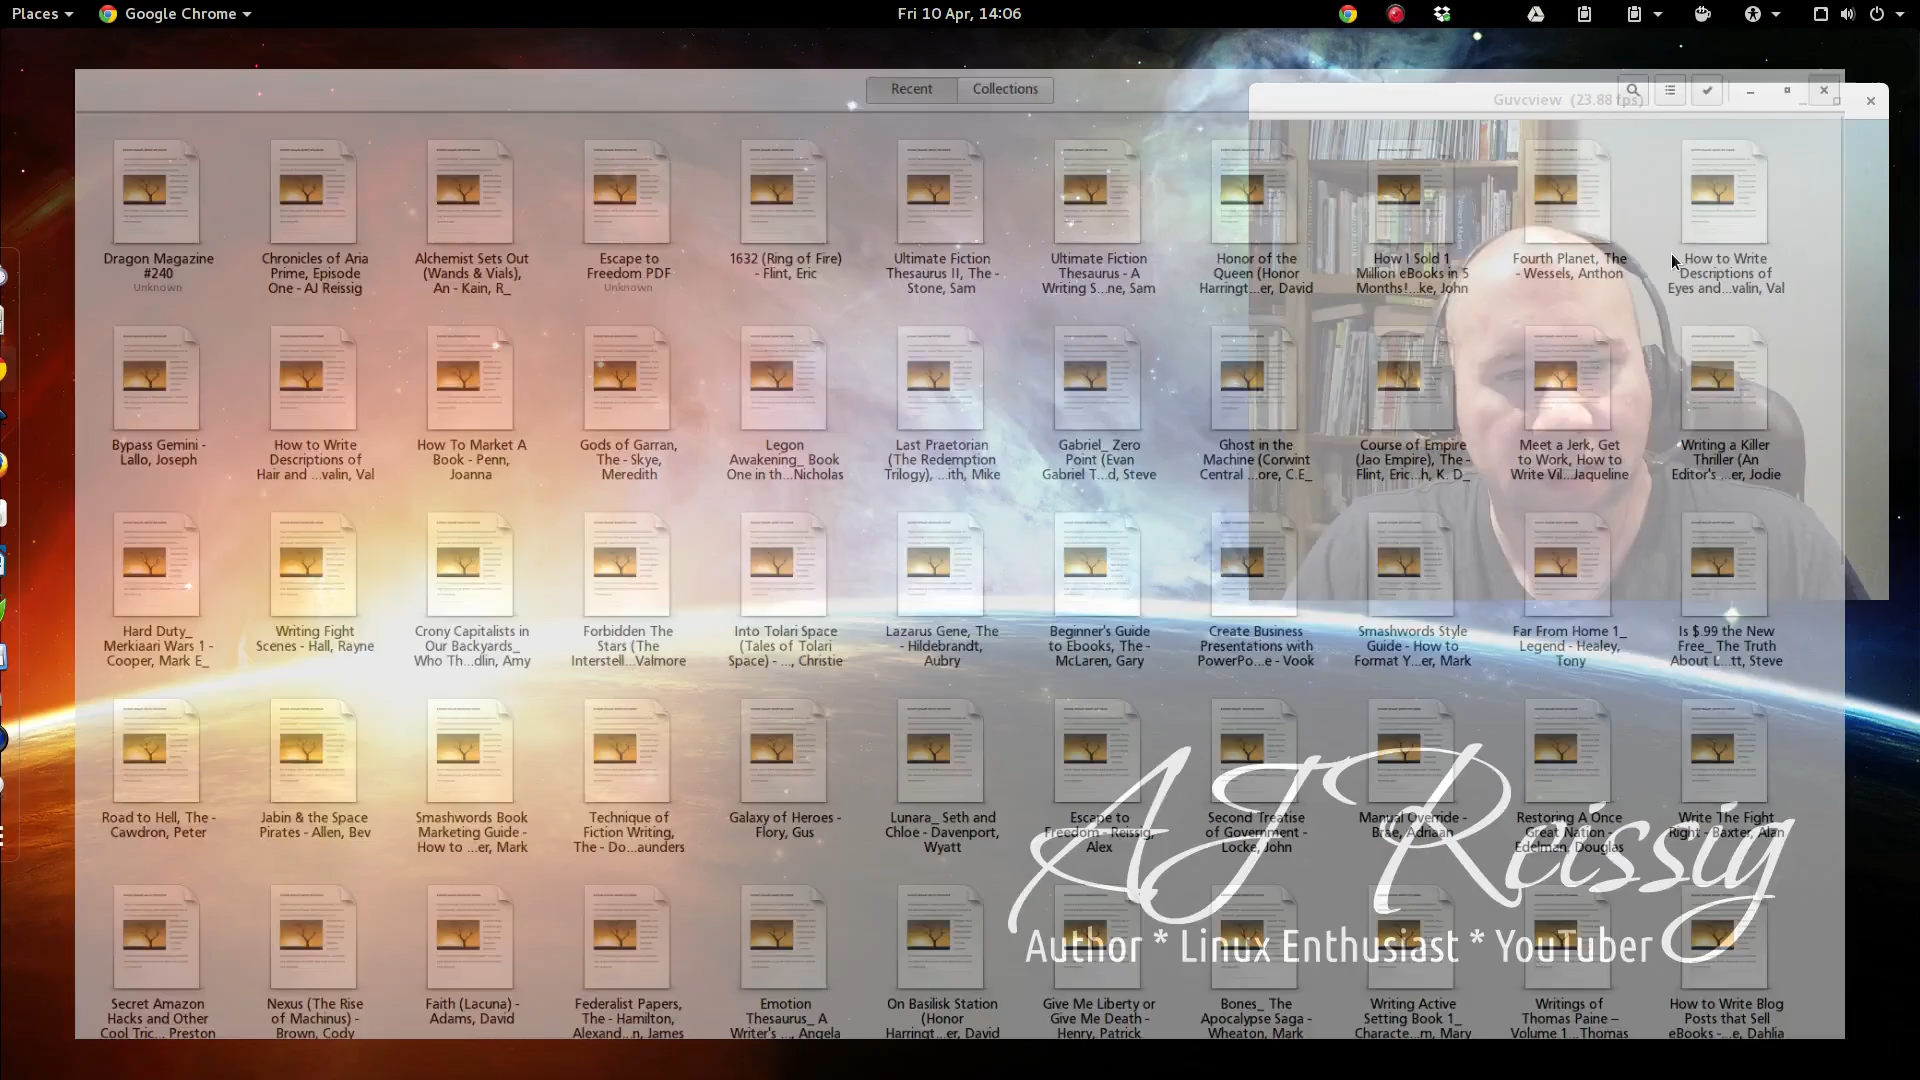 Places Google Chrome Fri 10 Apr, 14:06
Recent Collections
Guvcview (23.88 fps)
Dragon Magazine
#240
Unknown
Chronicles of Aria
Prime, Episode
One - AJ Reissig
Alchemist Sets Out
(Wands & Vials),
An - Kain, R_
Escape to
Freedom PDF
Unknown
1632 (Ring of Fire)
- Flint, Eric
Ultimate Fiction
Thesaurus II, The -
Stone, Sam
Ultimate Fiction
Thesaurus - A
Writing S...ne, Sam
Honor of the
Queen (Honor
Harringt...er, David
How I Sold 1
Million eBooks in 5
Months!...ke, John
Fourth Planet, The
- Wessels, Anthon
How to Write
Descriptions of
Eyes and...valin, Val
Bypass Gemini -
Lallo, Joseph
How to Write
Descriptions of
Hair and ...valin, Val
How To Market A
Book - Penn,
Joanna
Gods of Garran,
The - Skye,
Meredith
Legon
Awakening_ Book
One in th...Nicholas
Last Praetorian
(The Redemption
Trilogy), ...ith, Mike
Gabriel_ Zero
Point (Evan
Gabriel T...d, Steve
Ghost in the
Machine (Corwint
Central ...ore, C.E_
Course of Empire
(Jao Empire), The -
Flint, Eric...h, K. D_
Meet a Jerk, Get
to Work, How to
Write Vil...Jaqueline
Writing a Killer
Thriller (An
Editor's ...er, Jodie
Hard Duty_
Merkiaari Wars 1 -
Cooper, Mark E_
Writing Fight
Scenes - Hall, Rayne
Crony Capitalists in
Our Backyards_
Who Th...dlin, Amy
Forbidden The
Stars (The
Interstell...Valmore
Into Tolari Space
(Tales of Tolari
Space) - ..., Christie
Lazarus Gene, The
- Hildebrandt,
Aubry
Beginner's Guide
to Ebooks, The -
McLaren, Gary
Create Business
Presentations with
PowerPo...e - Vook
Smashwords Style
Guide - How to
Format Y...er, Mark
Far From Home 1_
Legend - Healey,
Tony
Is $.99 the New
Free_ The Truth
About L...tt, Steve
Road to Hell, The -
Cawdron, Peter
Jabin & the Space
Pirates - Allen, Bev
Smashwords Book
Marketing Guide -
How to ...er, Mark
Technique of
Fiction Writing,
The - Do...aunders
Galaxy of Heroes -
Flory, Gus
Lunara_ Seth and
Chloe - Davenport,
Wyatt
Escape to
Freedom - Reissig,
Alex
Second Treatise
of Government -
Locke, John
Manual Override -
Brae, Adriaan
Restoring A Once
Great Nation -
Edelman, Douglas
Write The Fight
Right - Baxter, Alan
AJ Reissig
Author * Linux Enthusiast * YouTuber
Secret Amazon
Hacks and Other
Cool Tric... Preston
Nexus (The Rise
of Machinus) -
Brown, Cody
Faith (Lacuna) -
Adams, David
Federalist Papers,
The - Hamilton,
Alexand...n, James
Emotion
Thesaurus_ A
Writer's ..., Angela
On Basilisk Station
(Honor
Harringt...er, David
Give Me Liberty or
Give Me Death -
Henry, Patrick
Bones_ The
Apocalypse Saga -
Wheaton, Mark
Writing Active
Setting Book 1_
Characte...m, Mary
Writings of
Thomas Paine —
Volume 1...Thomas
How to Write Blog
Posts that Sell
eBooks -...e, Dahlia